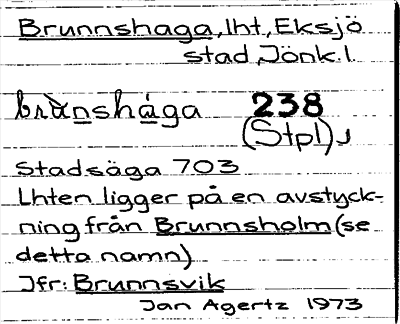 Brunnshaga, lht, Eksjö
stad, Jönk. l.
brùnshága 238
(Stpl)
Stadsäga 703
Lhten ligger på en avstyck-
ning från Brunnsholm (se
detta namn)
Jfr: Brunnsvik
Jan Agertz 1973